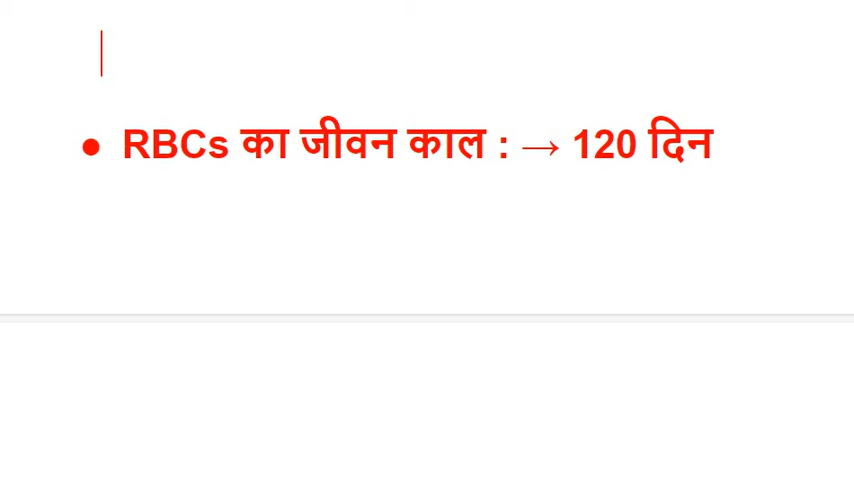 ● RBCs का जीवन काल : → 120 दिन